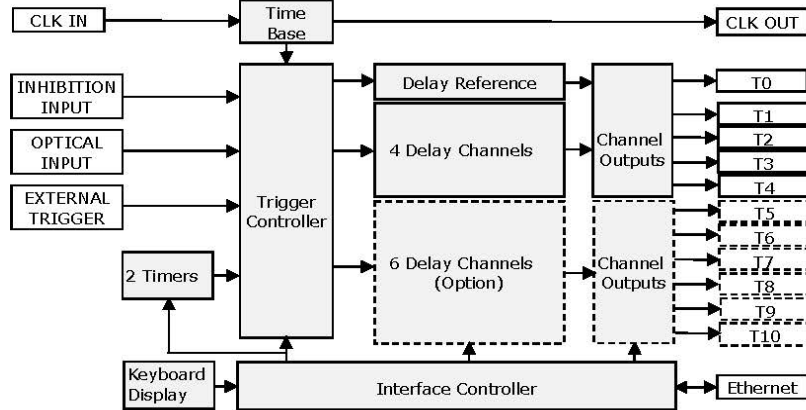 CLK IN
Time
Base
CLK OUT
INHIBITION
INPUT
OPTICAL
INPUT
EXTERNAL
TRIGGER
2 Timers
Trigger
Controller
Delay Reference
4 Delay Channels
6 Delay Channels
(Option)
Channel
Outputs
Channel
Outputs
T0
T1
T2
T3
T4
T5
T6
T7
T8
T9
T10
Keyboard
Display
Interface Controller
Ethernet